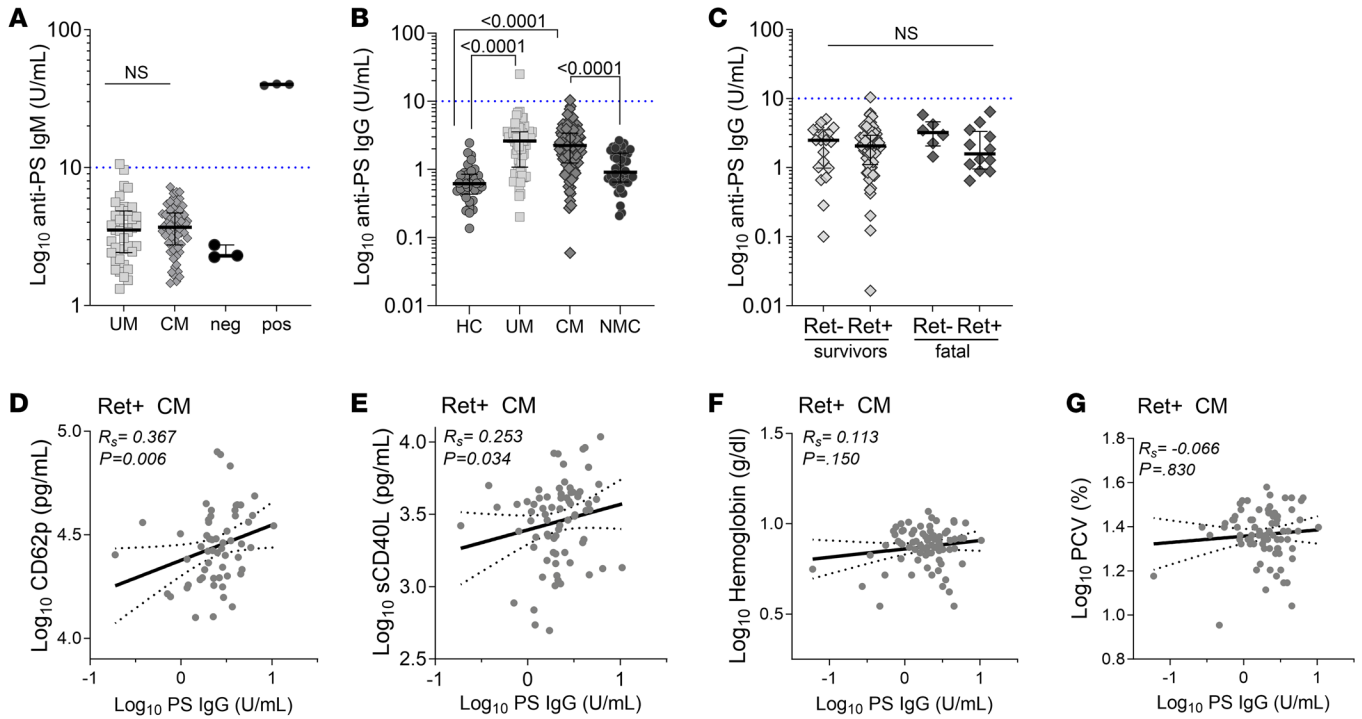 A
Log₁₀ anti-PS IgM (U/mL)
100
10
1
NS
UM CM neg pos
B
Log₁₀ anti-PS IgG (U/mL)
100
10
1
0.1
0.01
<0.0001
<0.0001
<0.0001
HC UM CM NMC
C
Log₁₀ anti-PS IgG (U/mL)
100
10
1
0.1
0.01
NS
Ret- Ret+ Ret- Ret+
survivors fatal
D
Ret+ CM
Rs= 0.367
P=0.006
Log₁₀ CD62p (pg/mL)
5.0
4.5
4.0
-1 0 1
Log₁₀ PS IgG (U/mL)
E
Ret+ CM
Rs= 0.253
P=0.034
Log₁₀ sCD40L (pg/mL)
4.0
3.5
3.0
2.5
-1 0 1
Log₁₀ PS IgG (U/mL)
F
Ret+ CM
Rs= 0.113
P=.150
Log₁₀ Hemoglobin (g/dl)
1.5
1.0
0.5
-1 0 1
Log₁₀ PS IgG (U/mL)
G
Ret+ CM
Rs= -0.066
P=.830
Log₁₀ PCV (%)
1.8
1.6
1.4
1.2
1.0
0.8
-1 0 1
Log₁₀ PS IgG (U/mL)